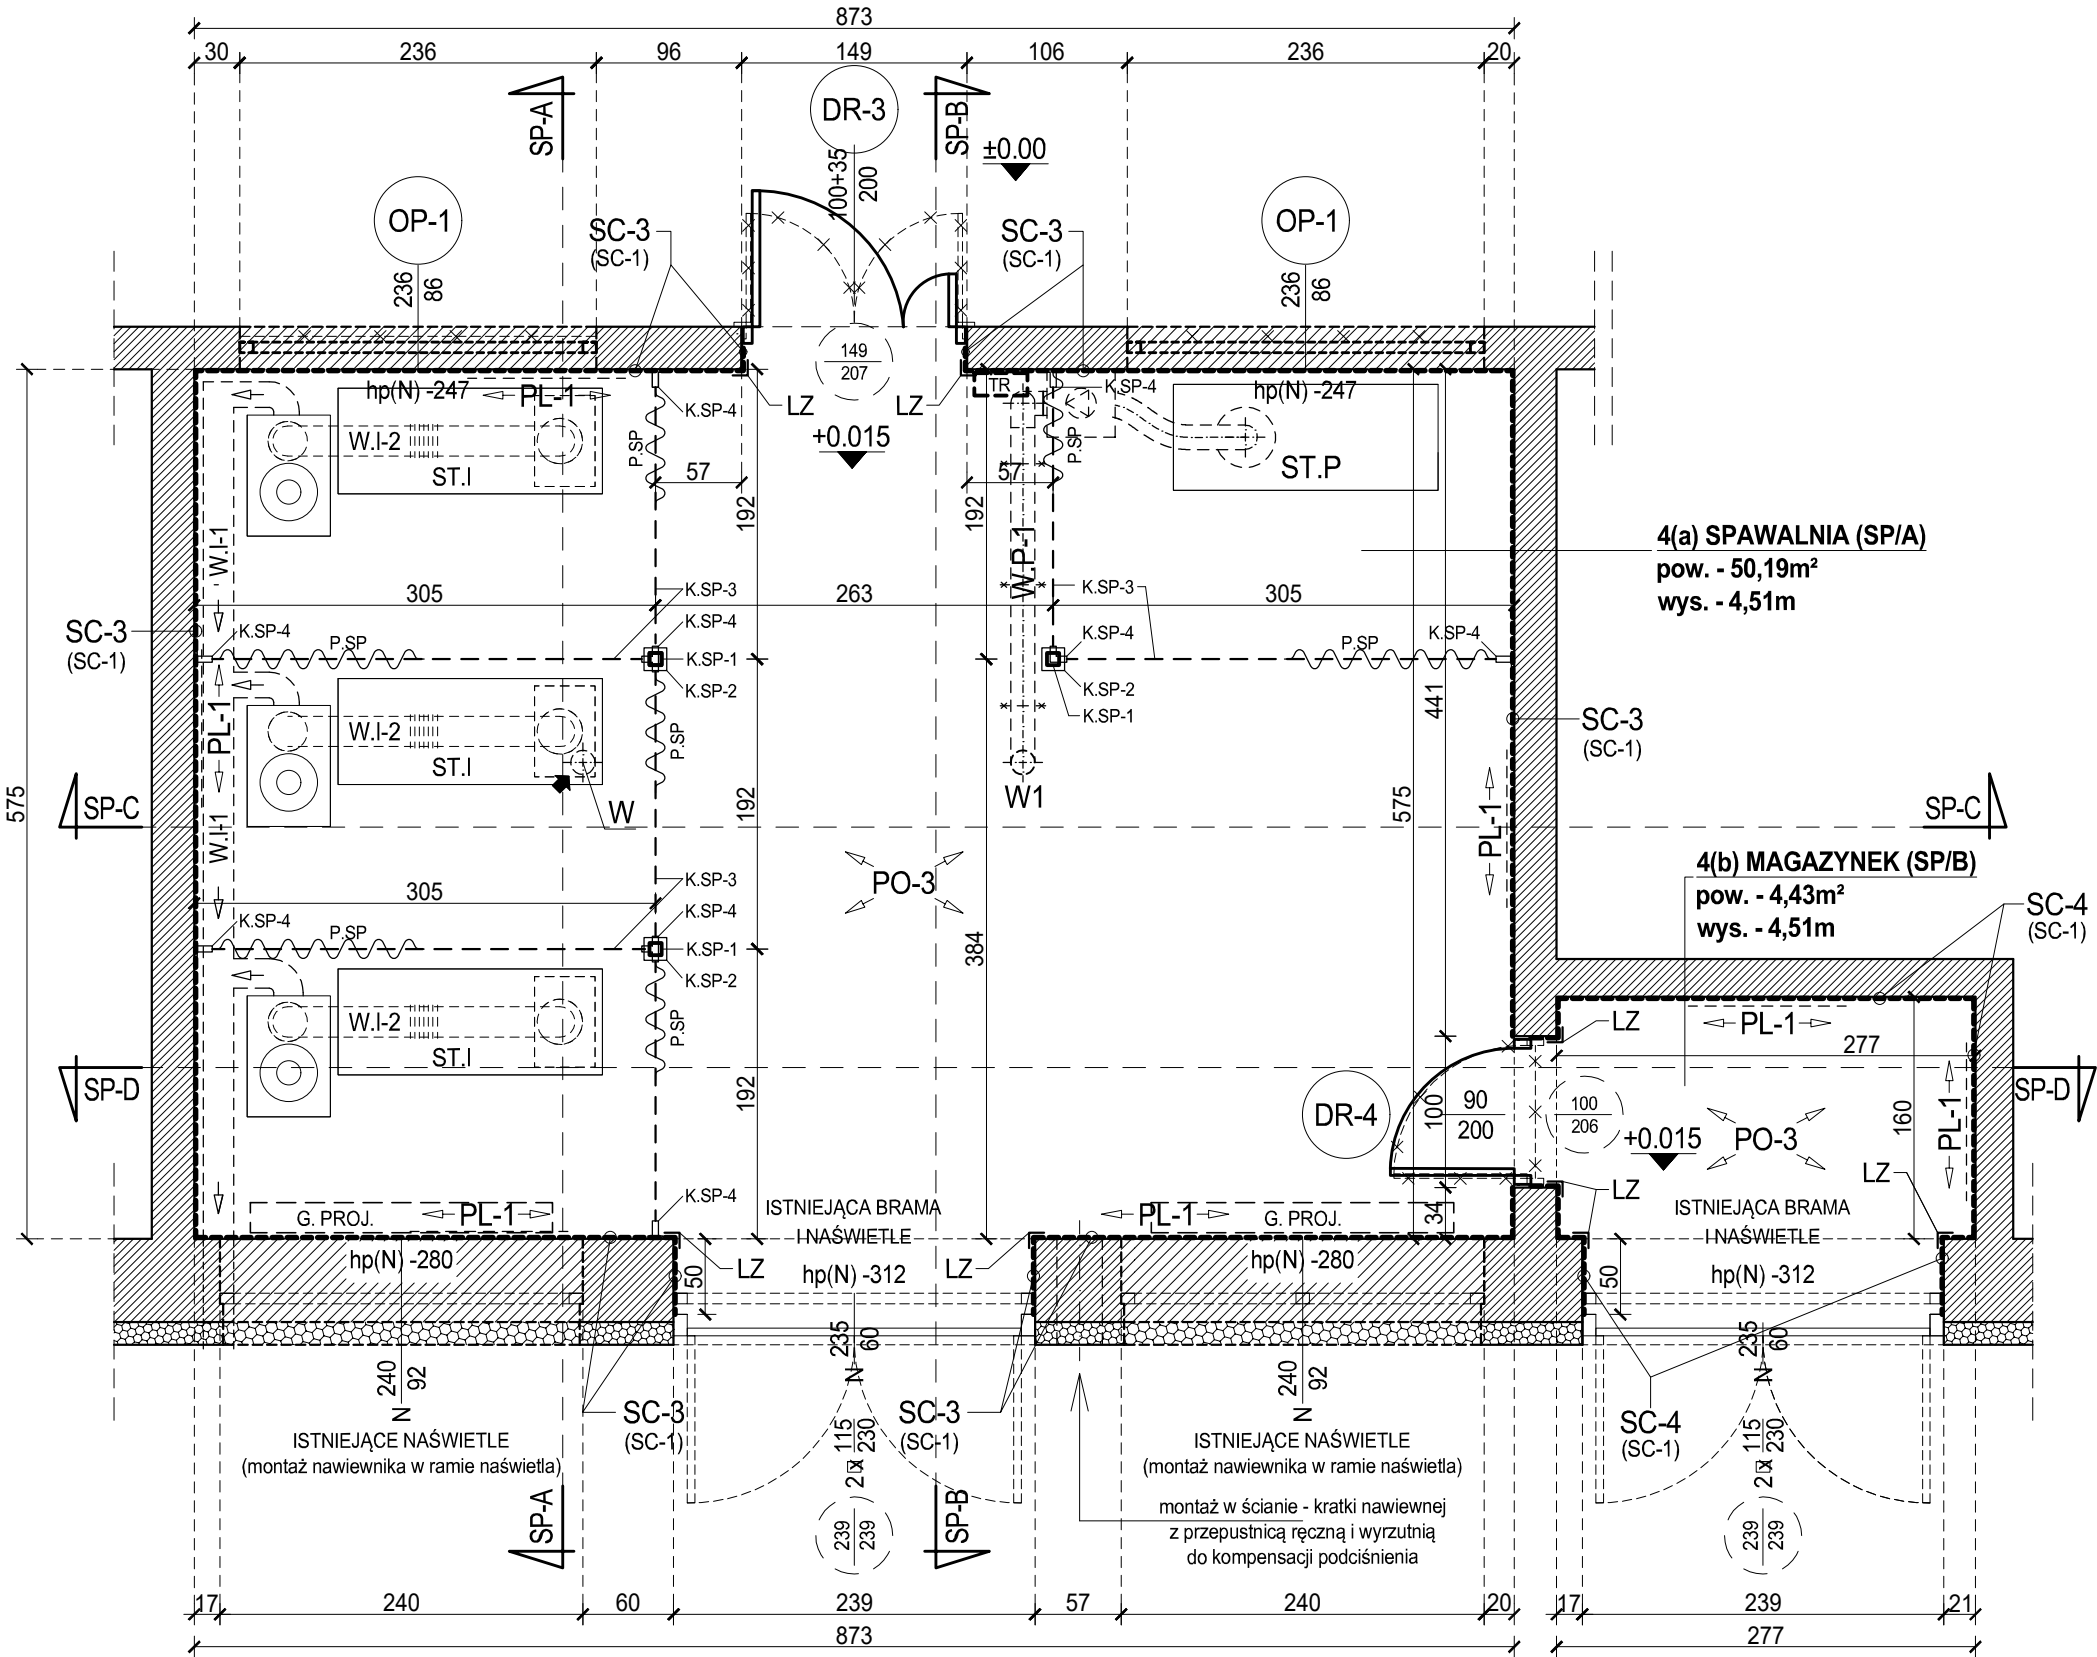 873
30
236
96
149
106
236
20
SP-A
DR-3
SP-B
±0.00
100+35
200
OP-1
236
86
SC-3
(SC-1)
SC-3
(SC-1)
OP-1
236
86
149
207
hp(N) -247
PL-1
K.SP-4
LZ
LZ
TR
K.SP-4
hp(N) -247
W.I-2
ST.I
P.SP
+0.015
P.SP
ST.P
57
57
192
192
W.I-1
W.P-1
4(a) SPAWALNIA (SP/A)
pow. - 50,19m²
wys. - 4,51m
305
K.SP-3
263
K.SP-3
305
SC-3
(SC-1)
K.SP-4
P.SP
K.SP-4
K.SP-1
K.SP-2
K.SP-4
K.SP-2
K.SP-1
P.SP
K.SP-4
441
SC-3
(SC-1)
PL-1
W.I-2
ST.I
P.SP
W
W1
575
SP-C
W.I-1
192
575
PL-1
SP-C
PO-3
4(b) MAGAZYNEK (SP/B)
pow. - 4,43m²
wys. - 4,51m
305
K.SP-3
K.SP-4
K.SP-1
K.SP-2
K.SP-4
P.SP
384
SC-4
(SC-1)
W.I-2
ST.I
P.SP
LZ
PL-1
277
SP-D
192
DR-4
100
90
200
100
206
+0.015
PO-3
160
PL-1
SP-D
LZ
LZ
K.SP-4
G. PROJ.
PL-1
ISTNIEJĄCA BRAMA
I NAŚWIETLE
PL-1
G. PROJ.
34
ISTNIEJĄCA BRAMA
I NAŚWIETLE
hp(N) -280
50
LZ
hp(N) -312
LZ
hp(N) -280
50
hp(N) -312
240
92
N
235
60
N
240
92
N
235
60
N
ISTNIEJĄCE NAŚWIETLE
(montaż nawiewnika w ramie naświetla)
SC-3
(SC-1)
2 x 115
230
SC-3
(SC-1)
ISTNIEJĄCE NAŚWIETLE
(montaż nawiewnika w ramie naświetla)
SC-4
(SC-1)
2 x 115
230
SP-A
239
239
SP-B
montaż w ścianie - kratki nawiewnej
z przepustnicą ręczną i wyrzutnią
do kompensacji podciśnienia
239
239
17
240
60
239
57
240
20
17
239
21
873
277